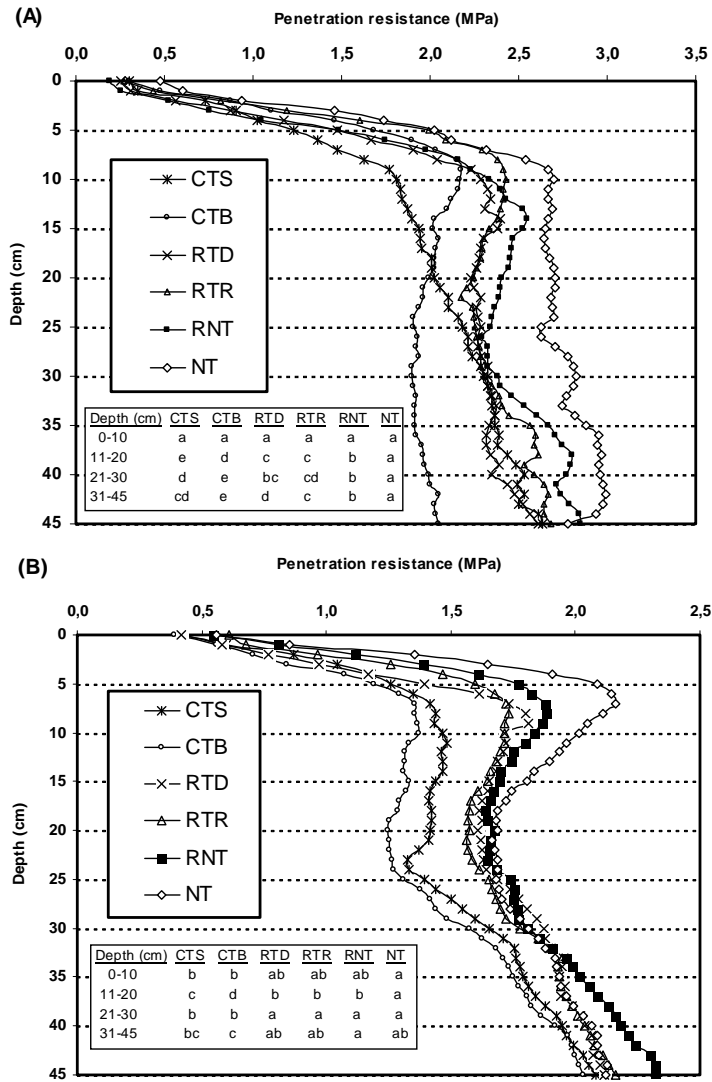 (A)
Penetration resistance (MPa)
0,0 0,5 1,0 1,5 2,0 2,5 3,0 3,5
0
5
10
15
20
25
30
35
40
45
Depth (cm)
CTS
CTB
RTD
RTR
RNT
NT
Depth (cm) CTS CTB RTD RTR RNT NT
0-10 a a a a a a
11-20 e d c c b a
21-30 d e bc cd b a
31-45 cd e d c b a
(B)
Penetration resistance (MPa)
0,0 0,5 1,0 1,5 2,0 2,5
0
5
10
15
20
25
30
35
40
45
Depth (cm)
CTS
CTB
RTD
RTR
RNT
NT
Depth (cm) CTS CTB RTD RTR RNT NT
0-10 b b ab ab ab a
11-20 c d b b b a
21-30 b b a a a a
31-45 bc c ab ab a ab